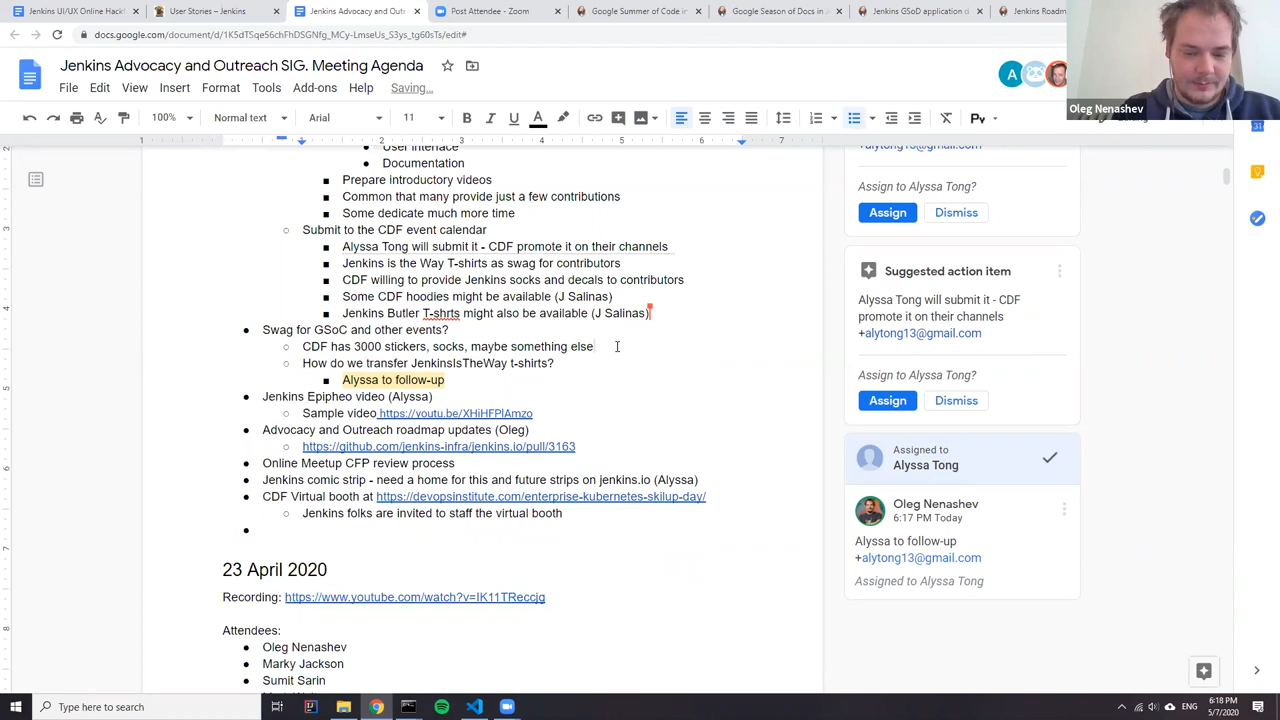 Jenkins UI/UX Online Hack
User Stories – Jenkins
Jenkins Advocacy and Outr
Post Attendee - Zoom
Google Summer of Code in
Google Season of Docs in
Jenkins GSoD application d
Jenkins Roadm
docs.google.com/document/d/1K5dTSqe56chFhDSGNfg_MCy-LmseUs_S3ys_tg60sTs/edit#
Jenkins Advocacy and Outreach SIG. Meeting Agenda
File Edit View Insert Format Tools Add-ons Help Saving...
A
Oleg Nenashev
100% Normal text Arial 11
B I U A
1 1 2 3 4 5 6 7
User interface
Documentation
Prepare introductory videos
Common that many provide just a few contributions
Some dedicate much more time
Submit to the CDF event calendar
Alyssa Tong will submit it - CDF promote it on their channels
Jenkins is the Way T-shirts as swag for contributors
CDF willing to provide Jenkins socks and decals to contributors
Some CDF hoodies might be available (J Salinas)
Jenkins Butler T-shrts might also be available (J Salinas)
Swag for GSoC and other events?
CDF has 3000 stickers, socks, maybe something else
How do we transfer JenkinsIsTheWay t-shirts?
Alyssa to follow-up
Jenkins Epipheo video (Alyssa)
Sample video https://youtu.be/XHiHFPlAmzo
Advocacy and Outreach roadmap updates (Oleg)
https://github.com/jenkins-infra/jenkins.io/pull/3163
Online Meetup CFP review process
Jenkins comic strip - need a home for this and future strips on jenkins.io (Alyssa)
CDF Virtual booth at https://devopsinstitute.com/enterprise-kubernetes-skilup-day/
Jenkins folks are invited to staff the virtual booth
23 April 2020
Recording: https://www.youtube.com/watch?v=IK11TReccjg
Attendees:
Oleg Nenashev
Marky Jackson
Sumit Sarin
+alytong13@gmail.com
Assign to Alyssa Tong?
Assign Dismiss
Suggested action item
Alyssa Tong will submit it - CDF
promote it on their channels
+alytong13@gmail.com
Assign to Alyssa Tong?
Assign Dismiss
Assigned to
Alyssa Tong
Oleg Nenashev
6:17 PM Today
Alyssa to follow-up
+alytong13@gmail.com
Assigned to Alyssa Tong
Type here to search
ENG
6:18 PM
5/7/2020